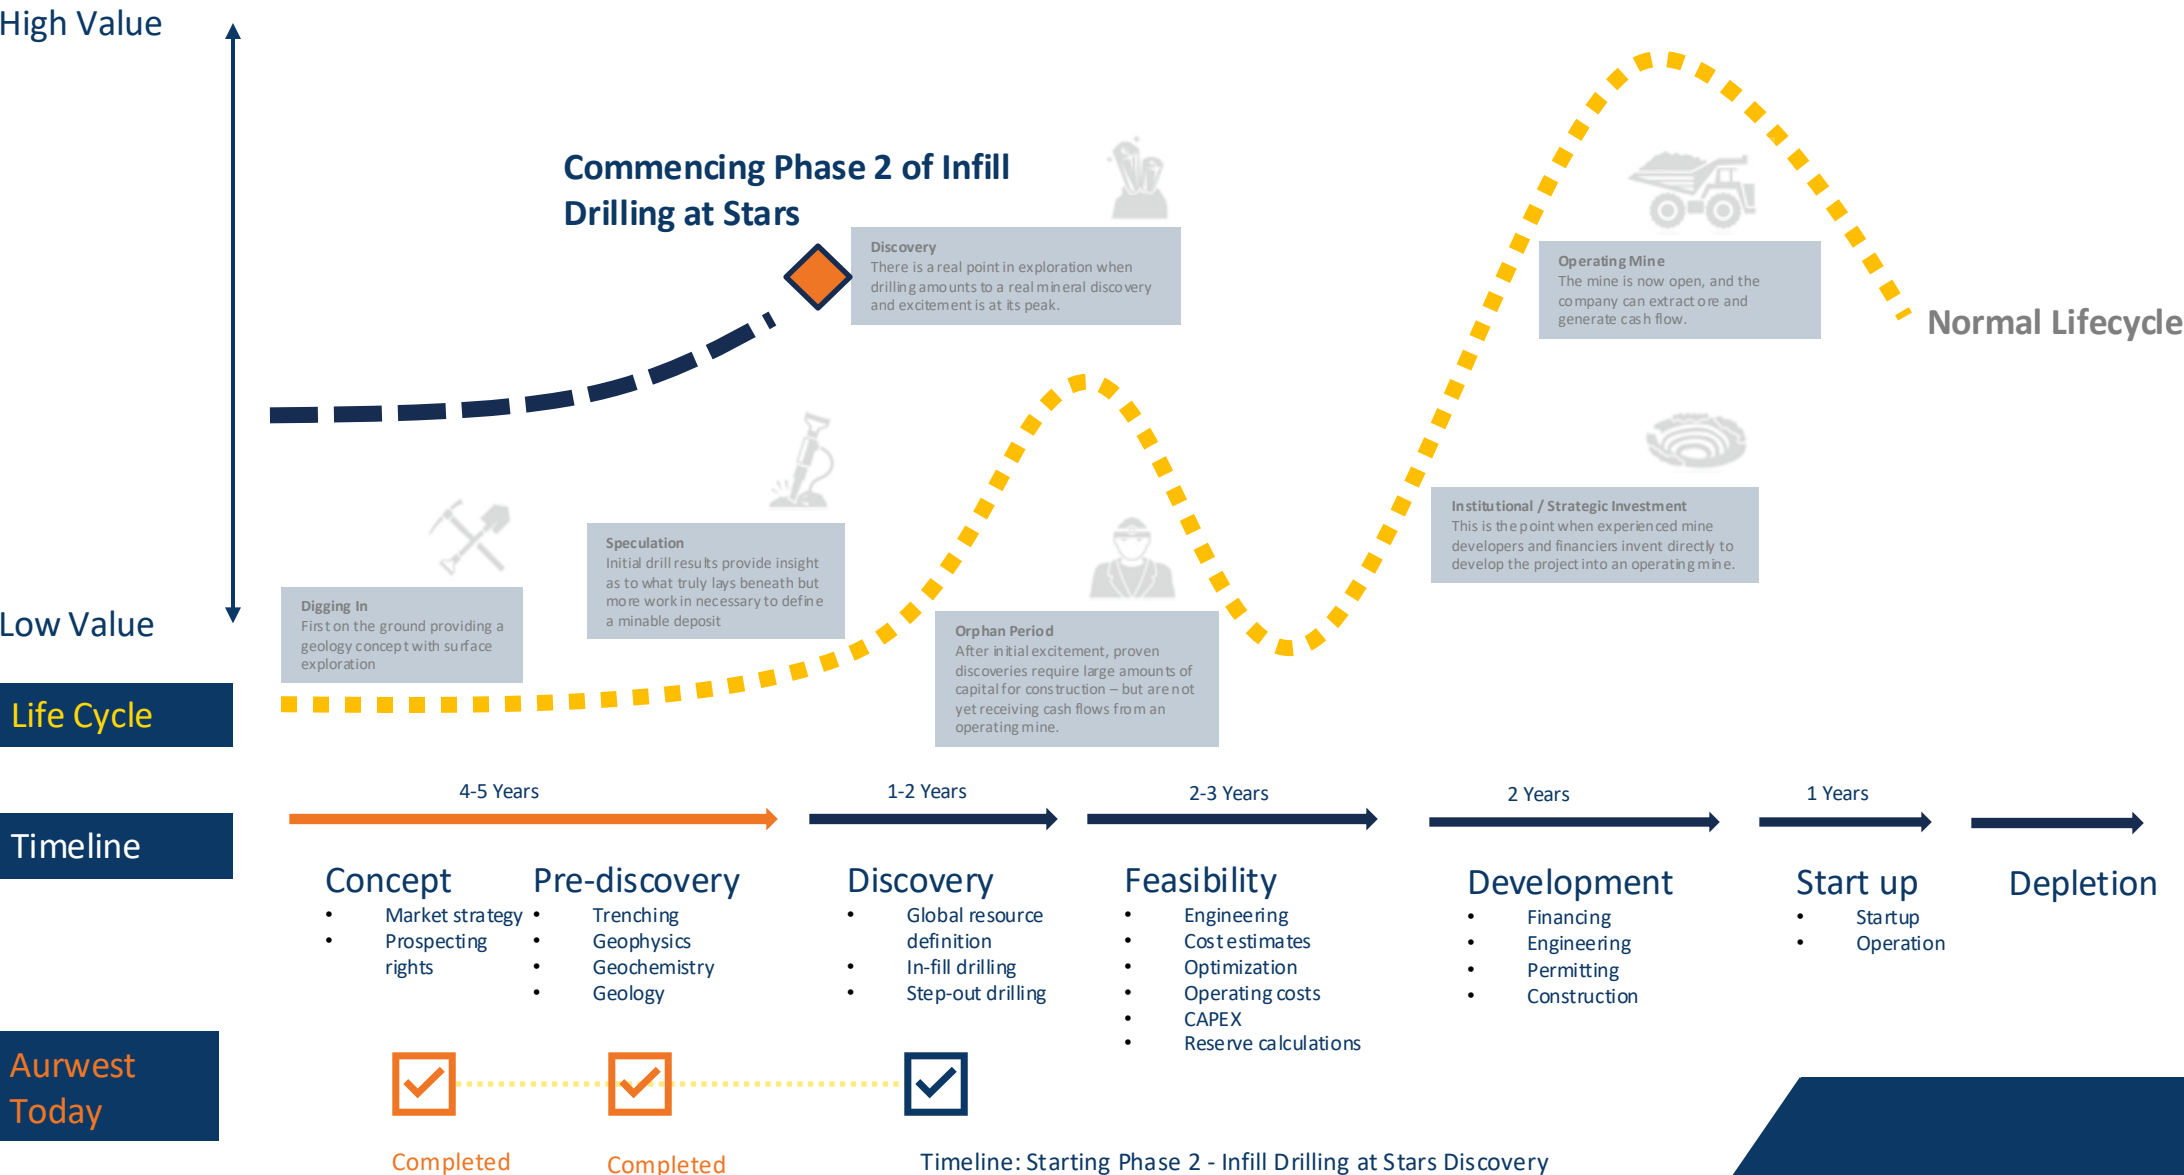 High Value
Commencing Phase 2 of Infill
Drilling at Stars
Discovery
There is a real point in exploration when
drilling amounts to a real mineral discovery
and excitement is at its peak.
Operating Mine
The mine is now open, and the
company can extract ore and
generate cash flow.
Normal Lifecycle
Institutional / Strategic Investment
This is the point when experienced mine
developers and financiers invent directly to
develop the project into an operating mine.
Speculation
Initial drill results provide insight
as to what truly lays beneath but
more work in necessary to define
a minable deposit
Digging In
First on the ground providing a
geology concept with surface
exploration
Orphan Period
After initial excitement, proven
discoveries require large amounts of
capital for construction – but are not
yet receiving cash flows from an
operating mine.
Low Value
Life Cycle
Timeline
4-5 Years
1-2 Years
2-3 Years
2 Years
1 Years
Concept
• Market strategy
• Prospecting
rights
Pre-discovery
• Trenching
• Geophysics
• Geochemistry
• Geology
Discovery
• Global resource
definition
• In-fill drilling
• Step-out drilling
Feasibility
• Engineering
• Cost estimates
• Optimization
• Operating costs
• CAPEX
• Reserve calculations
Development
• Financing
• Engineering
• Permitting
• Construction
Start up
• Startup
• Operation
Depletion
Aurwest
Today
Completed
Completed
Timeline: Starting Phase 2 - Infill Drilling at Stars Discovery